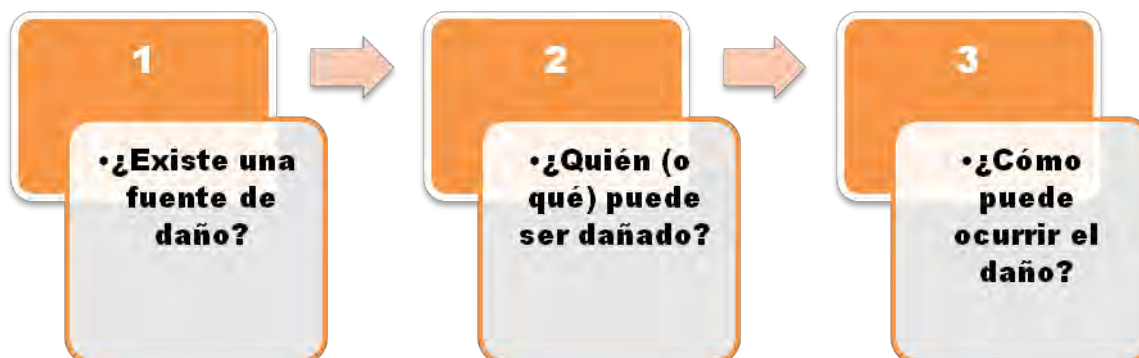 1
•¿Existe una
fuente de
daño?
2
•¿Quién (o
qué) puede
ser dañado?
3
•¿Cómo
puede
ocurrir el
daño?